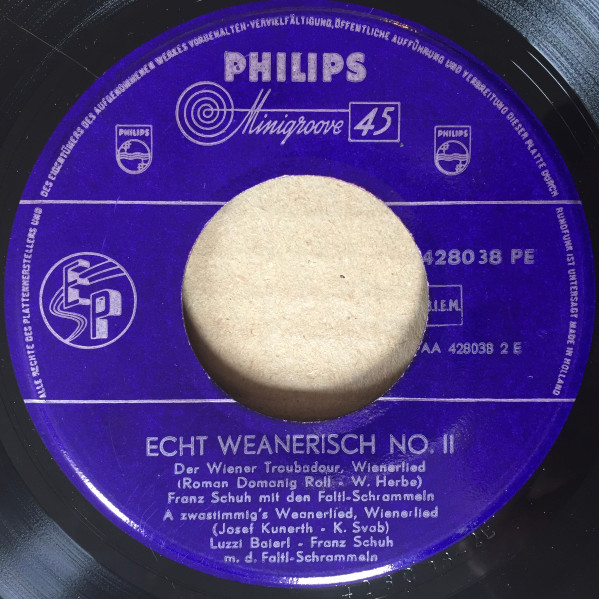 ALLE RECHTE DES PLATTENHERSTELLERS UND DES EIGENTÜMERS DES AUFGENOMMENEN WERKES VORBEHALTEN-VERVIELFÄLTIGUNG, ÖFFENTLICHE AUFFÜHRUNG UND VERBREITUNG DIESER PLATTE DURCH RUNDFUNK IST UNTERSAGT MADE IN HOLLAND
PHILIPS
Minigroove 45
PHILIPS
PHILIPS
428038 PE
EP
B.I.E.M.
AA 428038 2 E
ECHT WEANERISCH NO. II
Der Wiener Troubadour, Wienerlied
(Roman Domanig Roll - W. Herbe)
Franz Schuh mit den Faltl-Schrammeln
A zwastimmig's Weanerlied, Wienerlied
(Josef Kunerth - K. Svab)
Luzzi Baierl - Franz Schuh
m. d. Faltl-Schrammeln